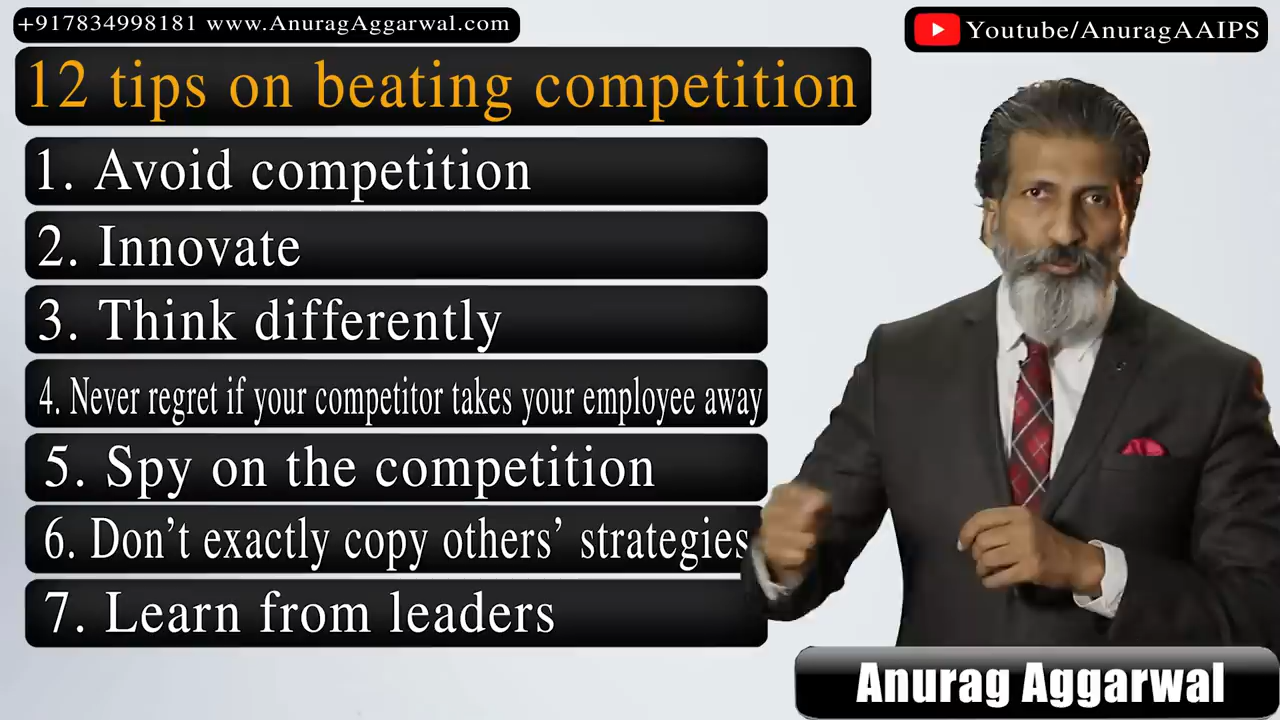 +917834998181 www.AnuragAggarwal.com
Youtube/AnuragAAIPS
12 tips on beating competition
1. Avoid competition
2. Innovate
3. Think differently
4. Never regret if your competitor takes your employee away
5. Spy on the competition
6. Don’t exactly copy others’ strategies
7. Learn from leaders
Anurag Aggarwal